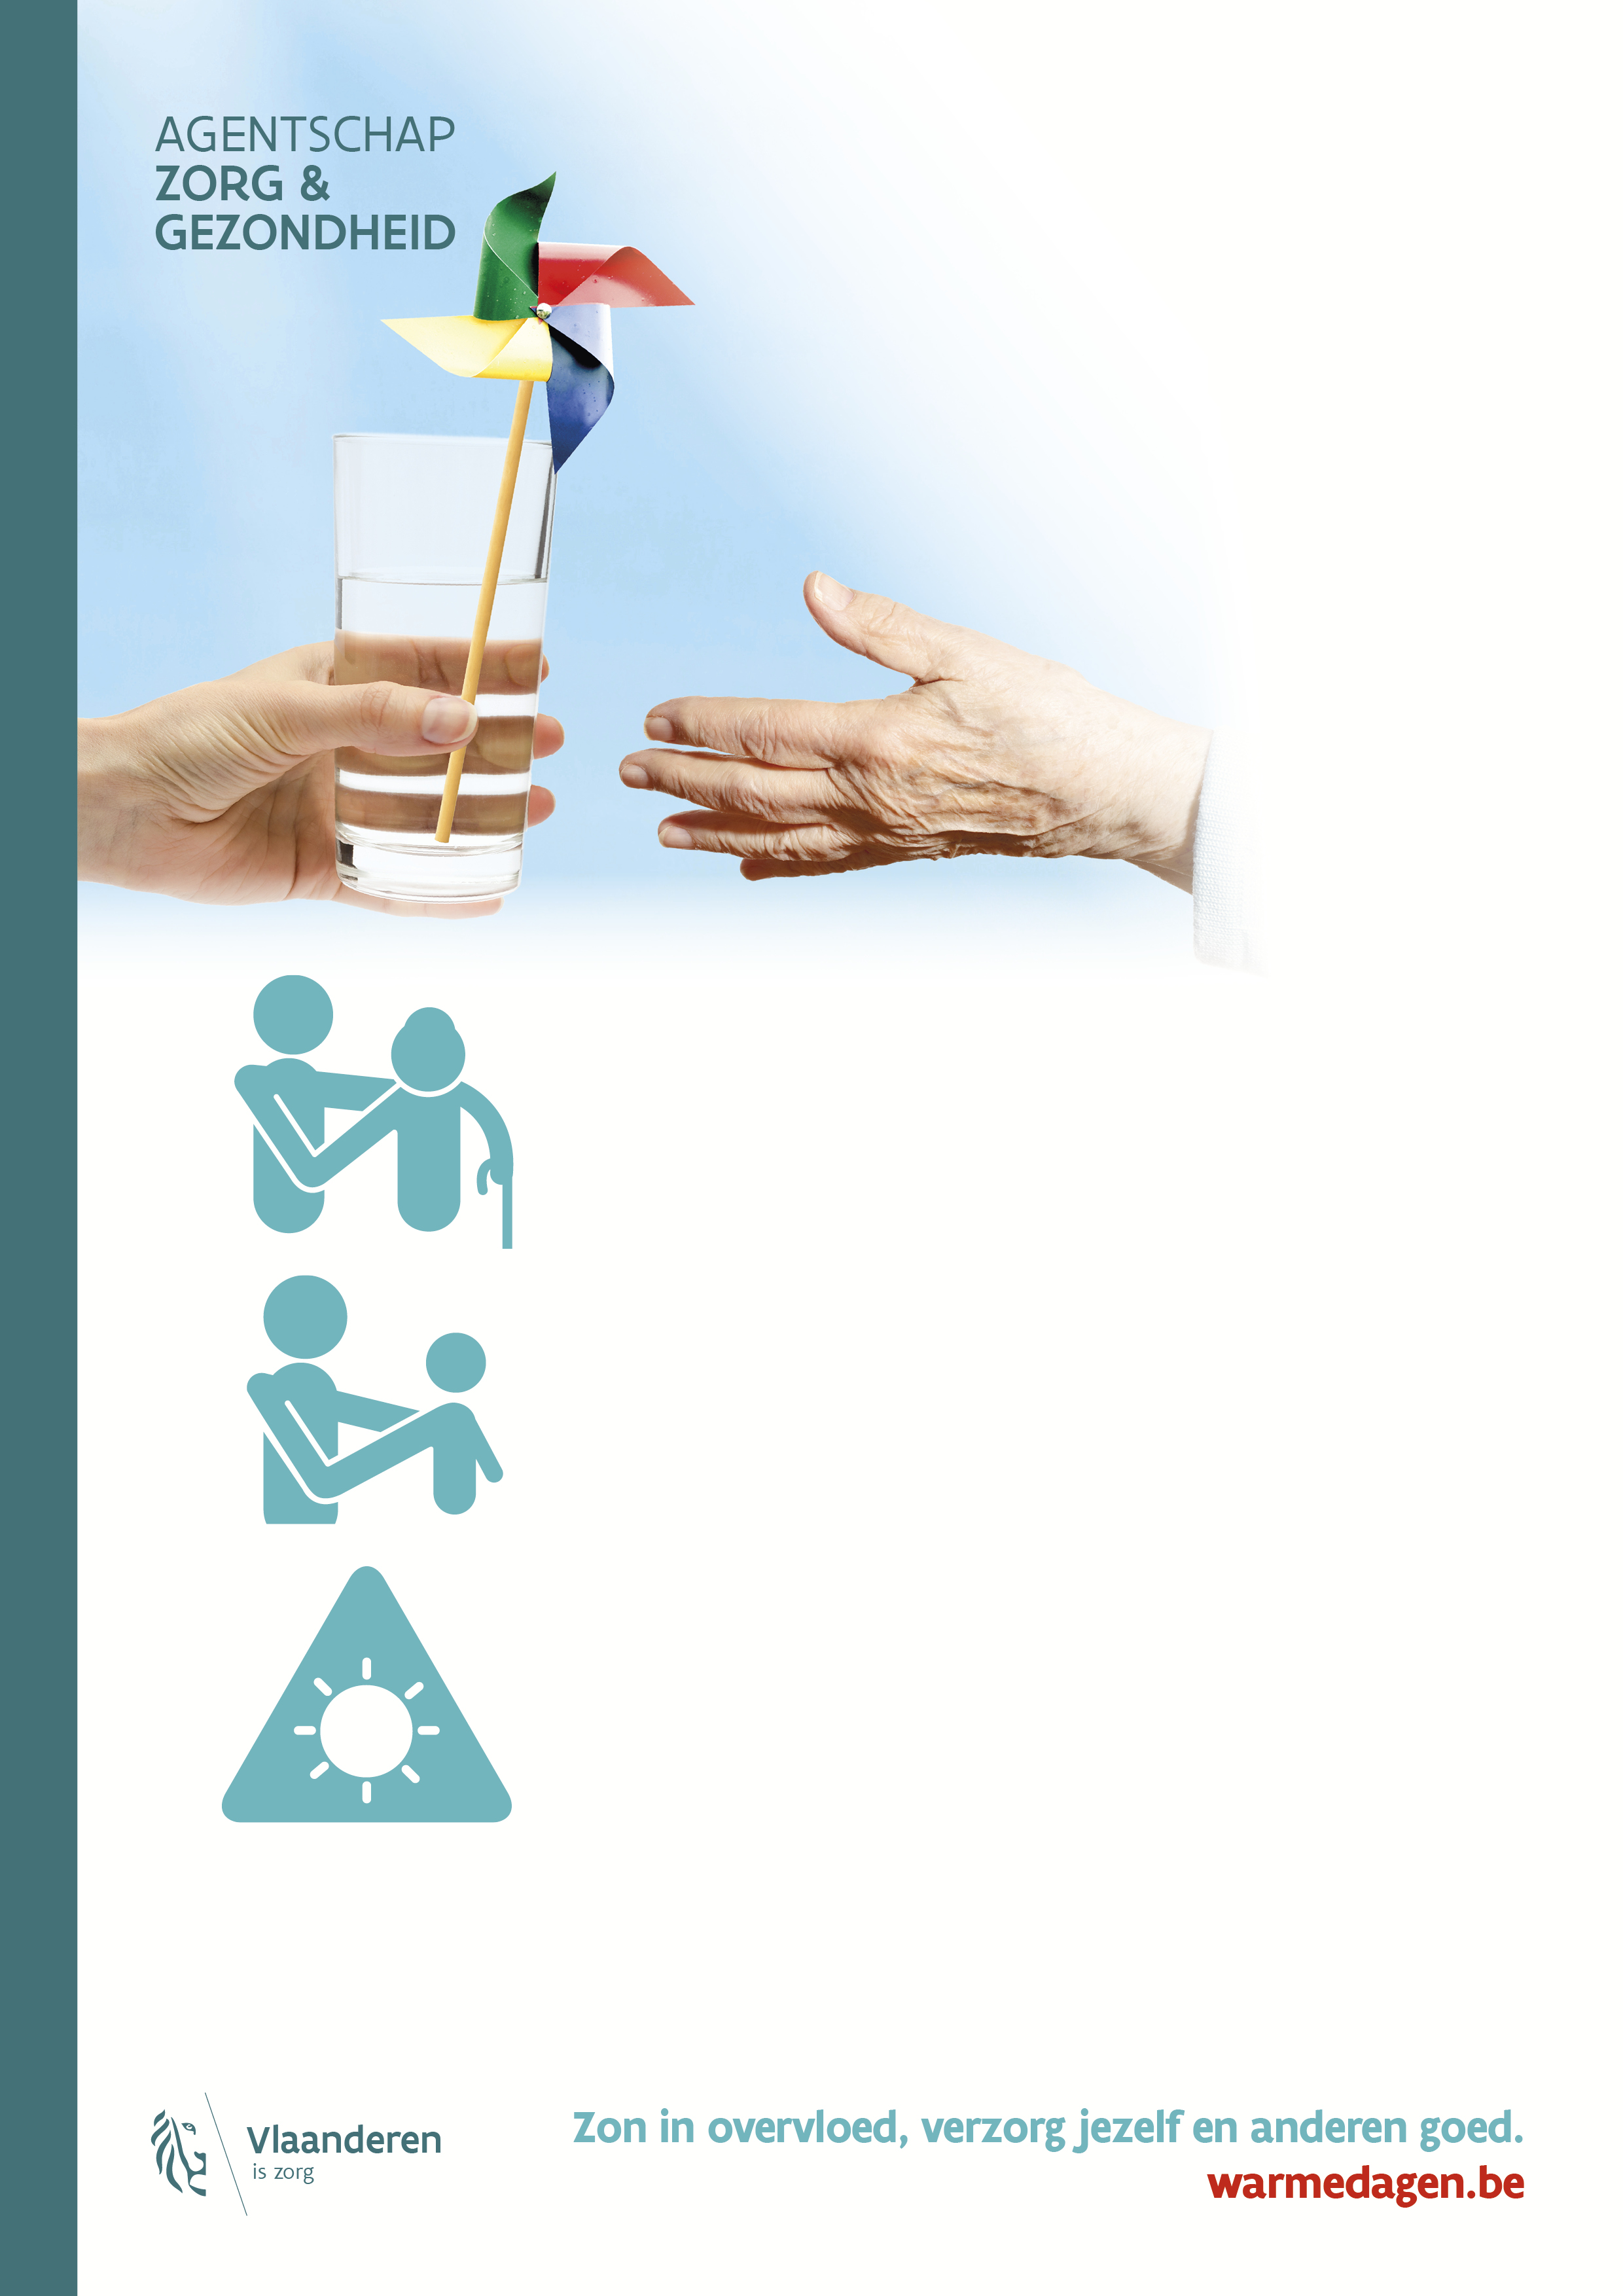 AGENTSCHAP
ZORG &
GEZONDHEID
Vlaanderen
is zorg
Zon in overvloed, verzorg jezelf en anderen goed.
warmedagen.be